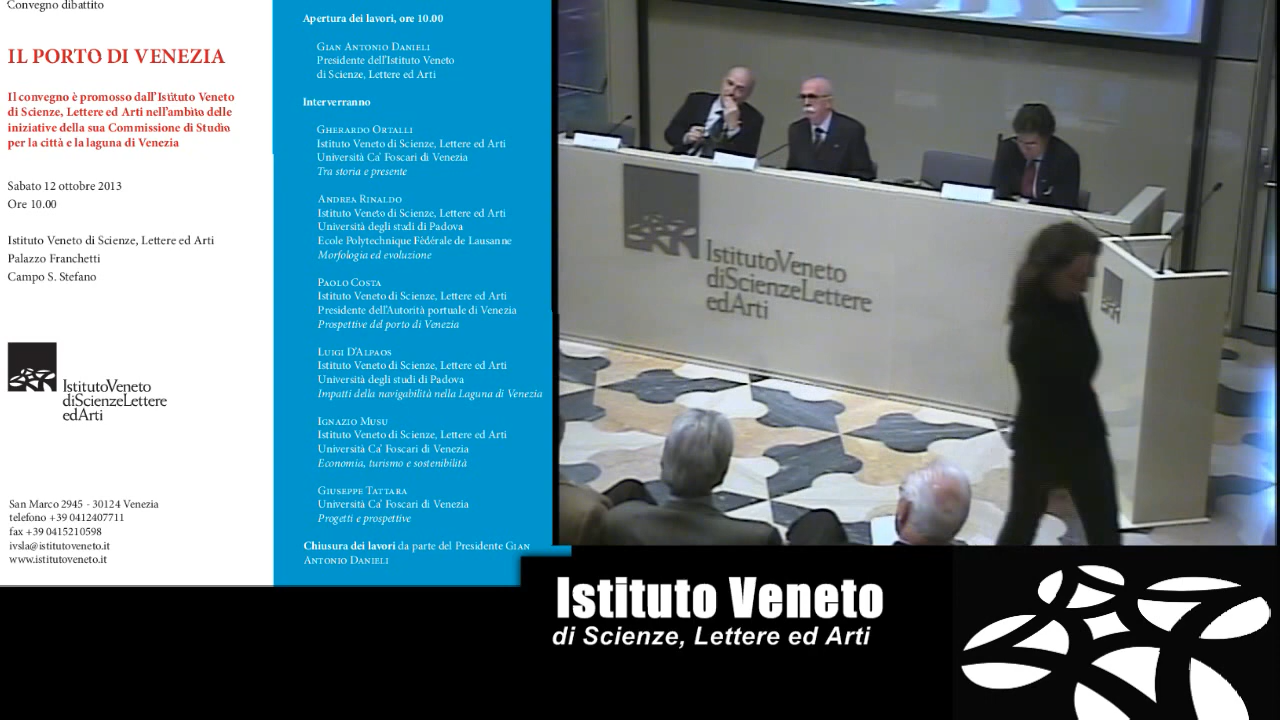 Convegno dibattito
IL PORTO DI VENEZIA
Il convegno è promosso dall'Istituto Veneto
di Scienze, Lettere ed Arti nell'ambito delle
iniziative della sua Commissione di Studio
per la città e la laguna di Venezia
Sabato 12 ottobre 2013
Ore 10.00
Istituto Veneto di Scienze, Lettere ed Arti
Palazzo Franchetti
Campo S. Stefano
IstitutoVeneto
diScienzeLettere
edArti
San Marco 2945 - 30124 Venezia
telefono +39 0412407711
fax +39 0415210598
ivsla@istitutoveneto.it
www.istitutoveneto.it
Apertura dei lavori, ore 10.00
Gian Antonio Danieli
Presidente dell'Istituto Veneto
di Scienze, Lettere ed Arti
Interverranno
Gherardo Ortalli
Istituto Veneto di Scienze, Lettere ed Arti
Università Ca' Foscari di Venezia
Tra storia e presente
Andrea Rinaldo
Istituto Veneto di Scienze, Lettere ed Arti
Università degli studi di Padova
Ecole Polytechnique Fédérale de Lausanne
Morfologia ed evoluzione
Paolo Costa
Istituto Veneto di Scienze, Lettere ed Arti
Presidente dell'Autorità portuale di Venezia
Prospettive del porto di Venezia
Luigi D'Alpaos
Istituto Veneto di Scienze, Lettere ed Arti
Università degli studi di Padova
Impatti della navigabilità nella Laguna di Venezia
Ignazio Musu
Istituto Veneto di Scienze, Lettere ed Arti
Università Ca' Foscari di Venezia
Economia, turismo e sostenibilità
Giuseppe Tattara
Università Ca' Foscari di Venezia
Progetti e prospettive
Chiusura dei lavori da parte del Presidente Gian
Antonio Danieli
IstitutoVeneto
diScienzeLettere
edArti
Istituto Veneto
di Scienze, Lettere ed Arti